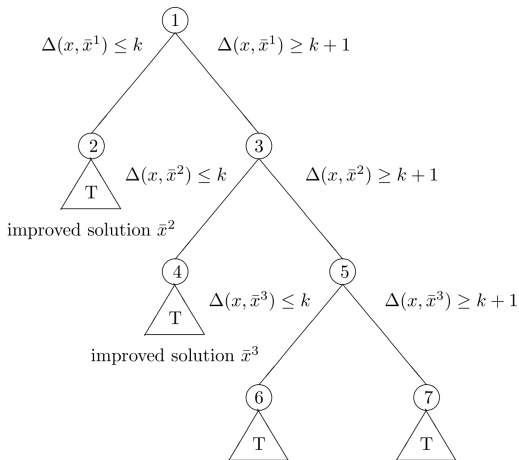 1
Δ(x, x̄¹) ≤ k
Δ(x, x̄¹) ≥ k + 1
2
3
T
Δ(x, x̄²) ≤ k
Δ(x, x̄²) ≥ k + 1
improved solution x̄²
4
5
T
Δ(x, x̄³) ≤ k
Δ(x, x̄³) ≥ k + 1
improved solution x̄³
6
7
T
T